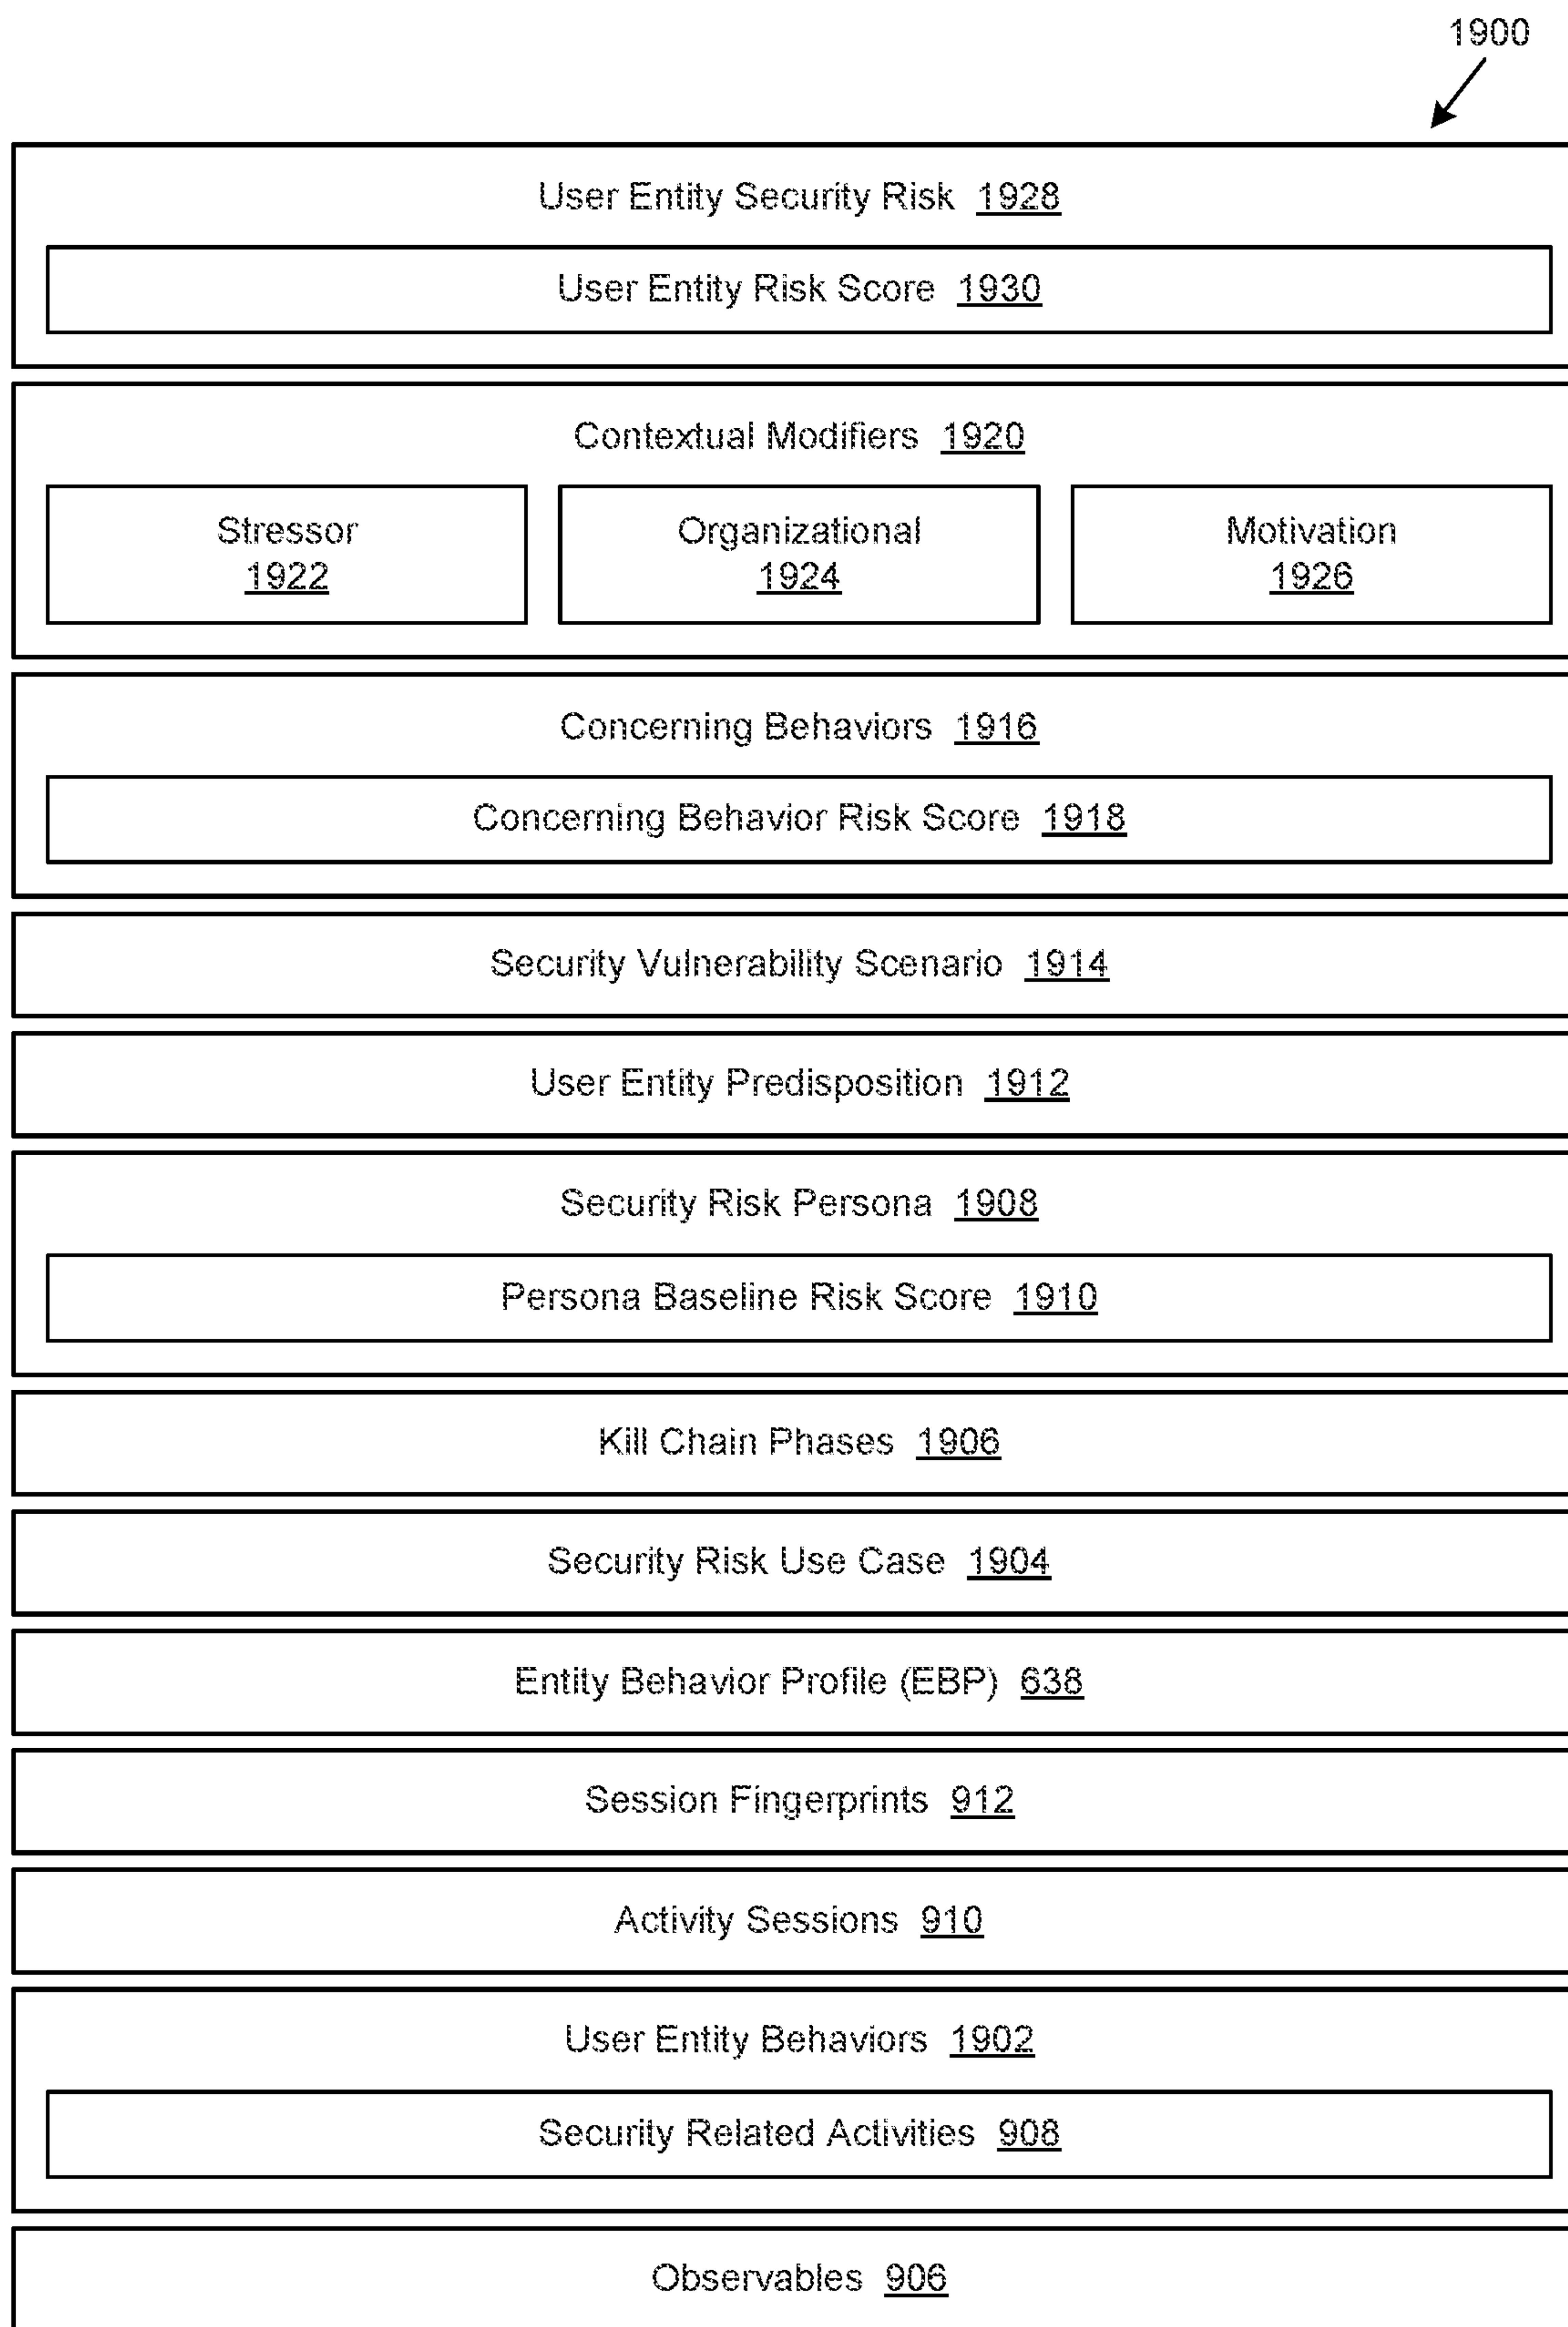 1900
User Entity Security Risk 1928
User Entity Risk Score 1930
Contextual Modifiers 1920
Stressor
1922
Organizational
1924
Motivation
1926
Concerning Behaviors 1916
Concerning Behavior Risk Score 1918
Security Vulnerability Scenario 1914
User Entity Predisposition 1912
Security Risk Persona 1908
Persona Baseline Risk Score 1910
Kill Chain Phases 1906
Security Risk Use Case 1904
Entity Behavior Profile (EBP) 638
Session Fingerprints 912
Activity Sessions 910
User Entity Behaviors 1902
Security Related Activities 908
Observables 906